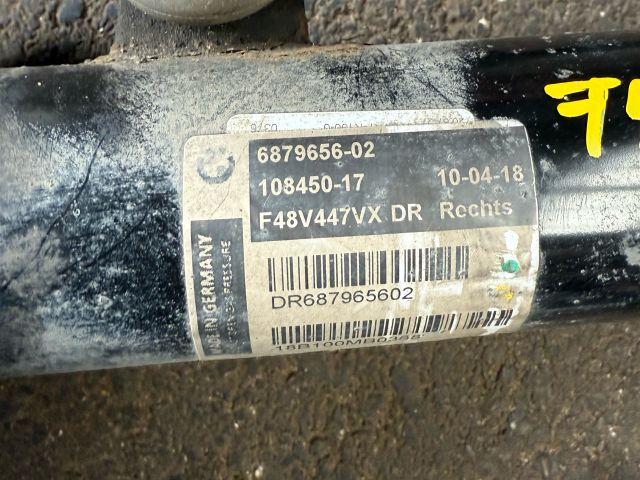 6879656-02
108450-17 10-04-18
F48V447VX DR Rechts
MADE IN GERMANY
DR687965602